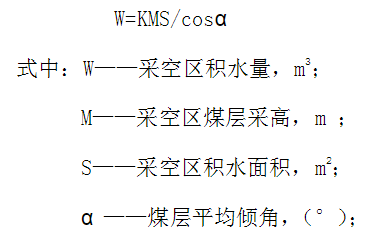 W=KMS/cosα
式中：W——采空区积水量，m³；
M——采空区煤层采高，m ；
S——采空区积水面积，m²；
α ——煤层平均倾角，（° ）；